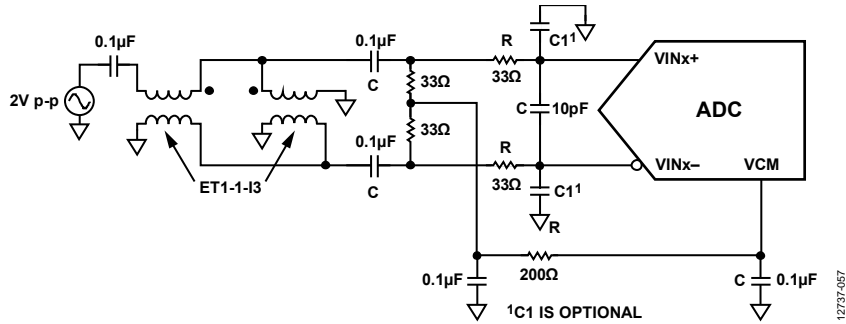 0.1µF
2V p-p
ET1-1-I3
0.1µF
C
0.1µF
C
33Ω
33Ω
R
33Ω
R
33Ω
C1¹
C
10pF
C1¹
R
VINx+
ADC
VINx–
VCM
0.1µF
200Ω
C
0.1µF
¹C1 IS OPTIONAL
12737-057